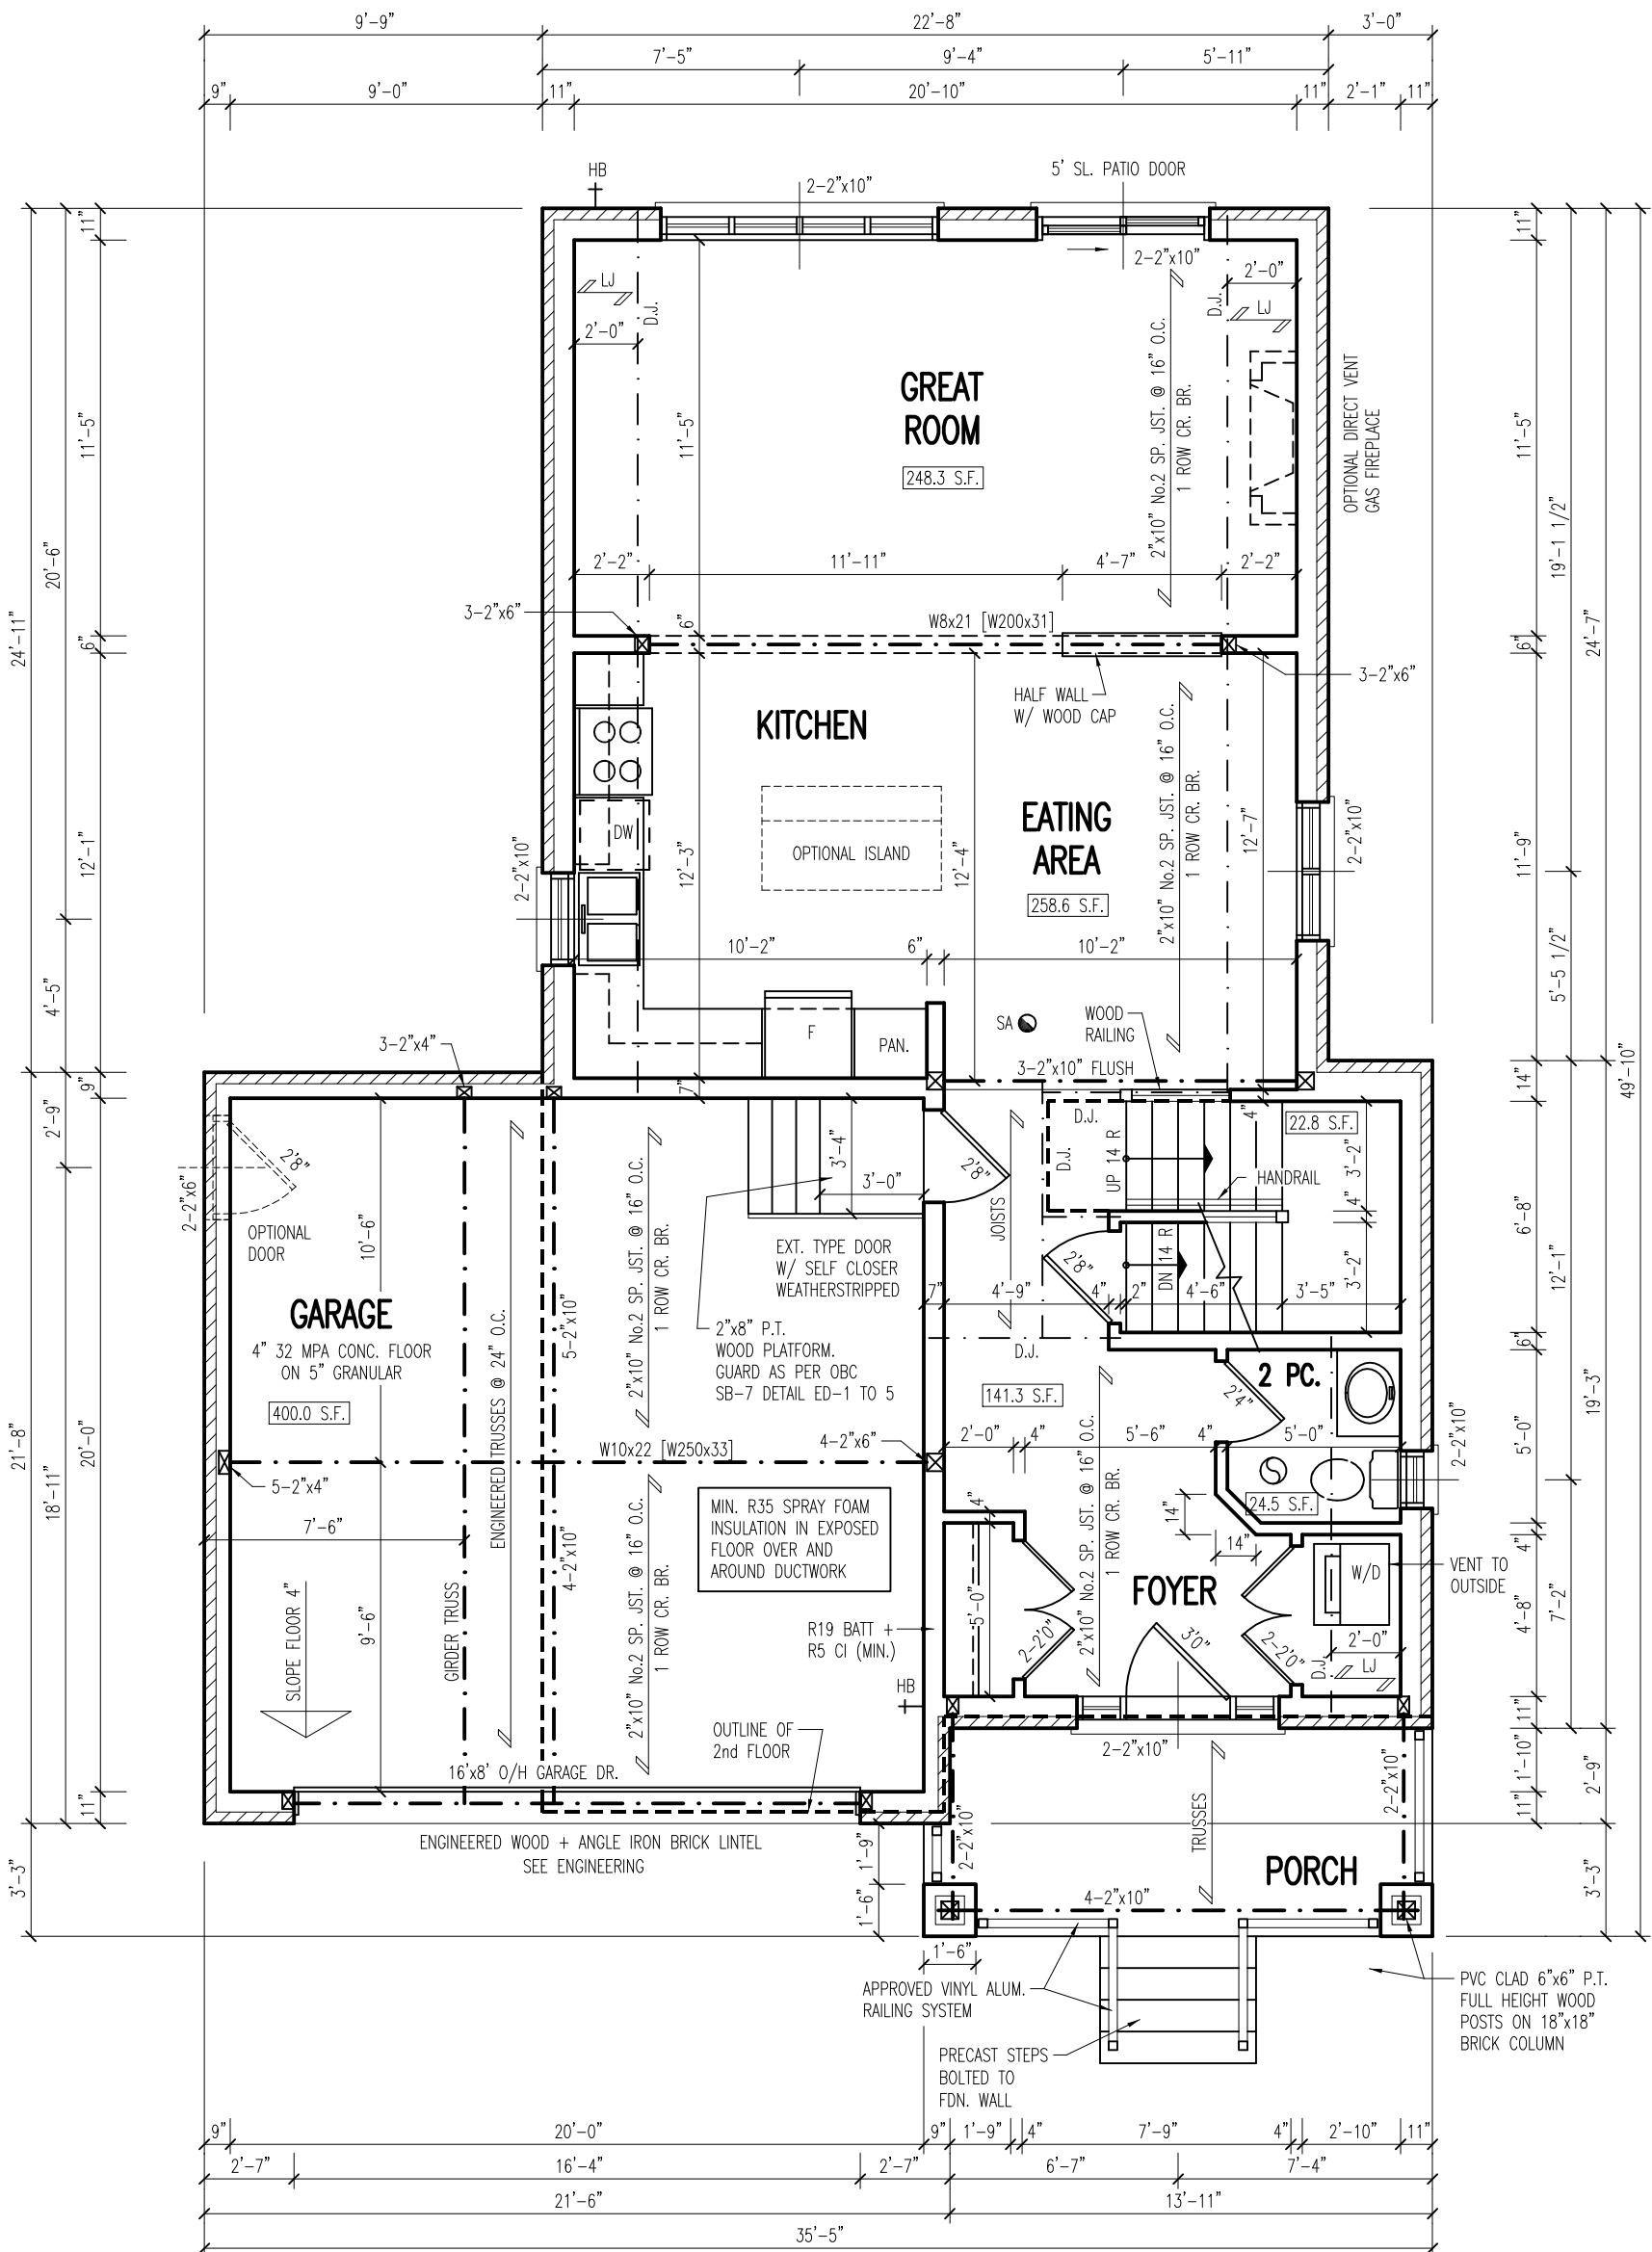 9'-9"
22'-8"
3'-0"
7'-5"
9'-4"
5'-11"
9"
9'-0"
11"
20'-10"
11"
2'-1"
11"
HB
2-2"x10"
5' SL. PATIO DOOR
2-2"x10"
LJ
D.J.
2'-0"
D.J.
2'-0"
LJ
GREAT
ROOM
248.3 S.F.
11'-5"
2"x10" No.2 SP. JST. @ 16" O.C.
1 ROW CR. BR.
OPTIONAL DIRECT VENT
GAS FIREPLACE
2'-2"
11'-11"
4'-7"
2'-2"
3-2"x6"
6"
W8x21 [W200x31]
3-2"x6"
HALF WALL
W/ WOOD CAP
KITCHEN
EATING
AREA
258.6 S.F.
DW
OPTIONAL ISLAND
2-2"x10"
12'-3"
12'-4"
2"x10" No.2 SP. JST. @ 16" O.C.
1 ROW CR. BR.
12'-7"
2-2"x10"
10'-2"
6"
10'-2"
F
PAN.
SA
WOOD
RAILING
3-2"x10" FLUSH
3-2"x4"
7"
24'-11"
20'-6"
4'-5"
2'-9"
18'-11"
21'-8"
3'-3"
11"
11'-5"
6"
12'-1"
9"
20'-0"
11"
11"
11'-5"
6"
11'-9"
14"
6'-8"
6"
5'-0"
4"
4'-8"
11"
1'-10"
11"
19'-1 1/2"
5'-5 1/2"
12'-1"
7'-2"
24'-7"
19'-3"
2'-9"
3'-3"
49'-10"
2-2"x6"
2'8"
OPTIONAL
DOOR
10'-6"
GARAGE
4" 32 MPA CONC. FLOOR
ON 5" GRANULAR
400.0 S.F.
ENGINEERED TRUSSES @ 24" O.C.
5-2"x10"
2"x10" No.2 SP. JST. @ 16" O.C.
1 ROW CR. BR.
3'-4"
3'-0"
2'8"
EXT. TYPE DOOR
W/ SELF CLOSER
WEATHERSTRIPPED
2"x8" P.T.
WOOD PLATFORM.
GUARD AS PER OBC
SB-7 DETAIL ED-1 TO 5
D.J.
D.J.
UP 14 R
4"
22.8 S.F.
3'-2"
HANDRAIL
4"
JOISTS
2'8"
DN 14 R
3'-2"
7"
4'-9"
4"
2"
4'-6"
3'-5"
D.J.
141.3 S.F.
2 PC.
2'4"
2'-0"
4"
5'-6"
4"
5'-0"
24.5 S.F.
2-2"x10"
W10x22 [W250x33]
4-2"x6"
5-2"x4"
7'-6"
MIN. R35 SPRAY FOAM
INSULATION IN EXPOSED
FLOOR OVER AND
AROUND DUCTWORK
4-2"x10"
2"x10" No.2 SP. JST. @ 16" O.C.
1 ROW CR. BR.
9'-6"
GIRDER TRUSS
SLOPE FLOOR 4"
R19 BATT +
R5 CI (MIN.)
HB
4"
5'-0"
2-2'0"
2"x10" No.2 SP. JST. @ 16" O.C.
1 ROW CR. BR.
14"
14"
FOYER
3'0"
2-2'0"
W/D
VENT TO
OUTSIDE
2'-0"
D.J.
LJ
OUTLINE OF
2nd FLOOR
16'x8' O/H GARAGE DR.
ENGINEERED WOOD + ANGLE IRON BRICK LINTEL
SEE ENGINEERING
2-2"x10"
2-2"x10"
2-2"x10"
TRUSSES
PORCH
4-2"x10"
1'-9"
1'-6"
1'-6"
APPROVED VINYL ALUM.
RAILING SYSTEM
PRECAST STEPS
BOLTED TO
FDN. WALL
PVC CLAD 6"x6" P.T.
FULL HEIGHT WOOD
POSTS ON 18"x18"
BRICK COLUMN
9"
20'-0"
9"
1'-9"
4"
7'-9"
4"
2'-10"
11"
2'-7"
16'-4"
2'-7"
6'-7"
7'-4"
21'-6"
13'-11"
35'-5"